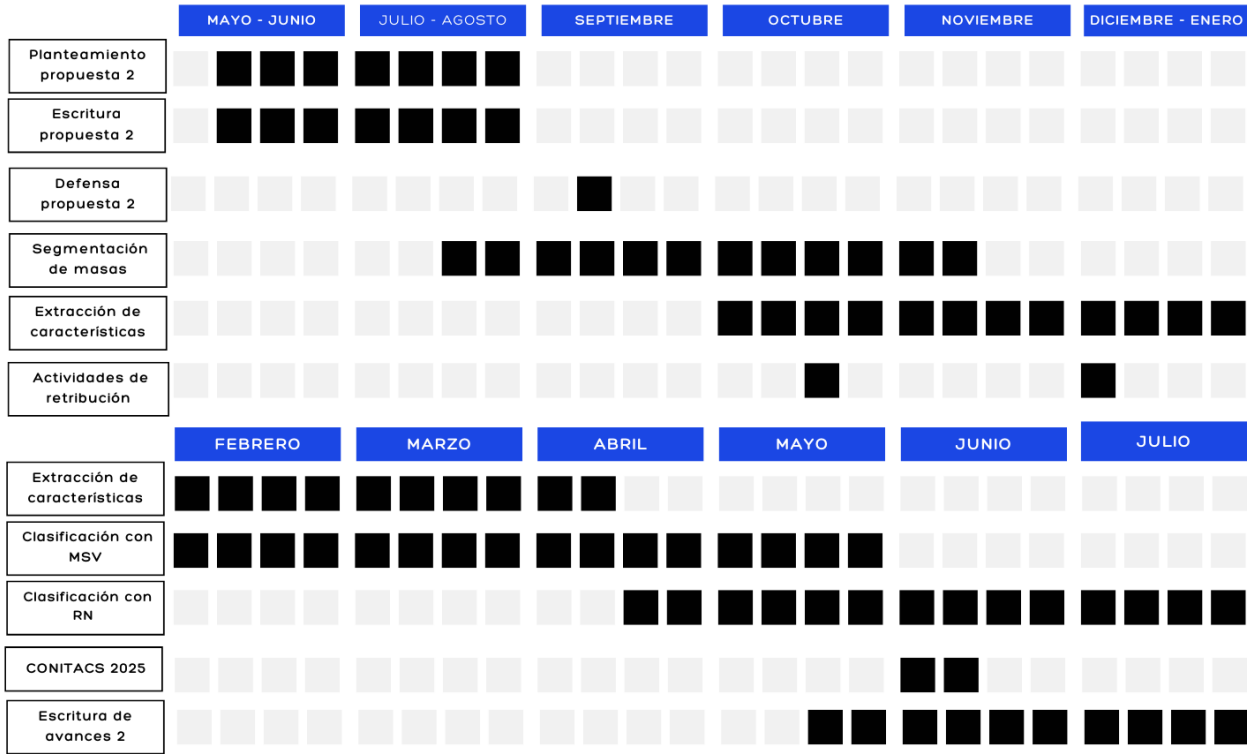 MAYO - JUNIO JULIO - AGOSTO SEPTIEMBRE OCTUBRE NOVIEMBRE DICIEMBRE - ENERO
Planteamiento
propuesta 2
Escritura
propuesta 2
Defensa
propuesta 2
Segmentación
de masas
Extracción de
características
Actividades de
retribución
FEBRERO MARZO ABRIL MAYO JUNIO JULIO
Extracción de
características
Clasificación con
MSV
Clasificación con
RN
CONITACS 2025
Escritura de
avances 2